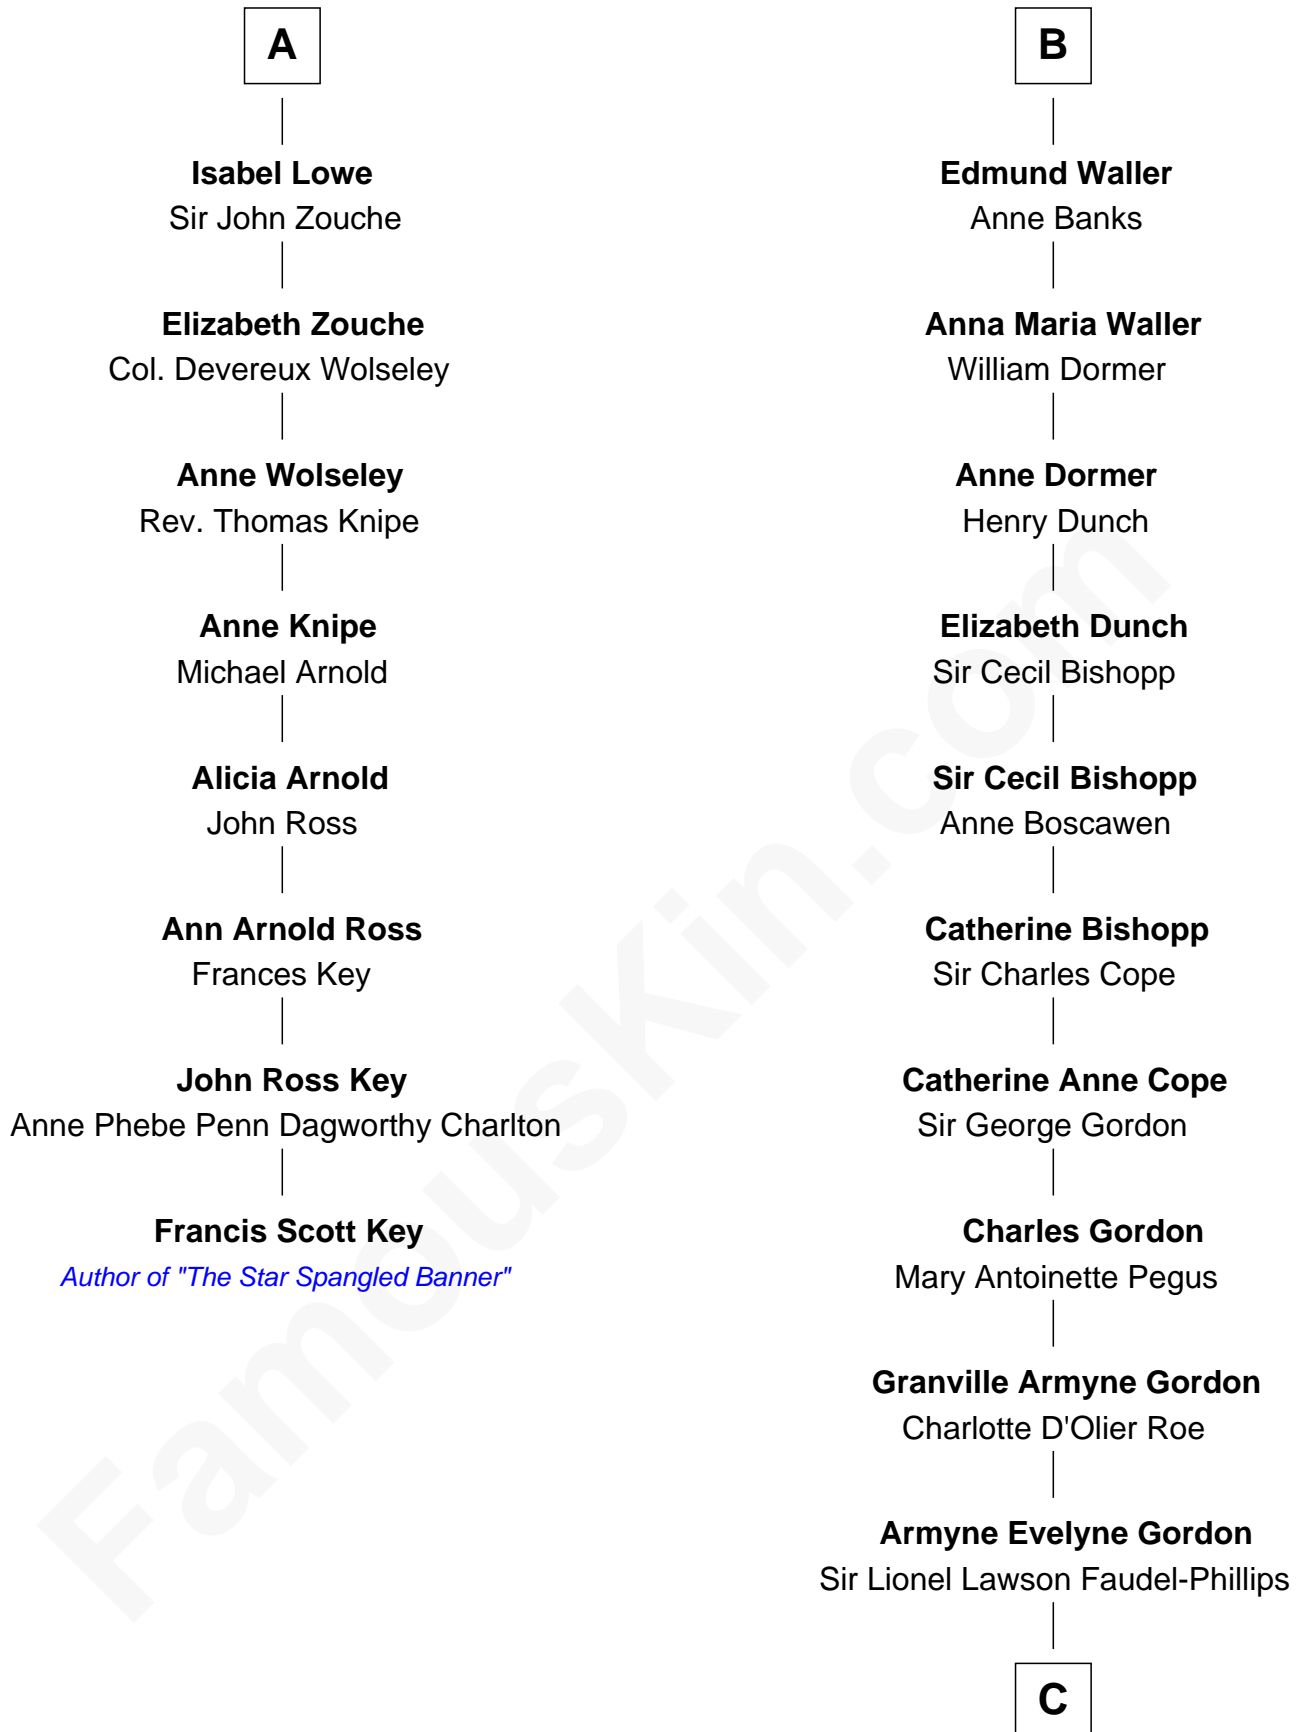 A
Isabel Lowe
Sir John Zouche
Elizabeth Zouche
Col. Devereux Wolseley
Anne Wolseley
Rev. Thomas Knipe
Anne Knipe
Michael Arnold
Alicia Arnold
John Ross
Ann Arnold Ross
Frances Key
John Ross Key
Anne Phebe Penn Dagworthy Charlton
Francis Scott Key
Author of "The Star Spangled Banner"
B
Edmund Waller
Anne Banks
Anna Maria Waller
William Dormer
Anne Dormer
Henry Dunch
Elizabeth Dunch
Sir Cecil Bishopp
Sir Cecil Bishopp
Anne Boscawen
Catherine Bishopp
Sir Charles Cope
Catherine Anne Cope
Sir George Gordon
Charles Gordon
Mary Antoinette Pegus
Granville Armyne Gordon
Charlotte D'Olier Roe
Armyne Evelyne Gordon
Sir Lionel Lawson Faudel-Phillips
C
FamousKin.com